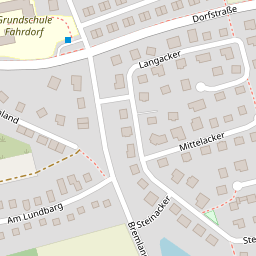 Grundschule
Fahrdorf
Dorfstraße
Langacker
Mittelacker
Am Lundbarg
Steinacker